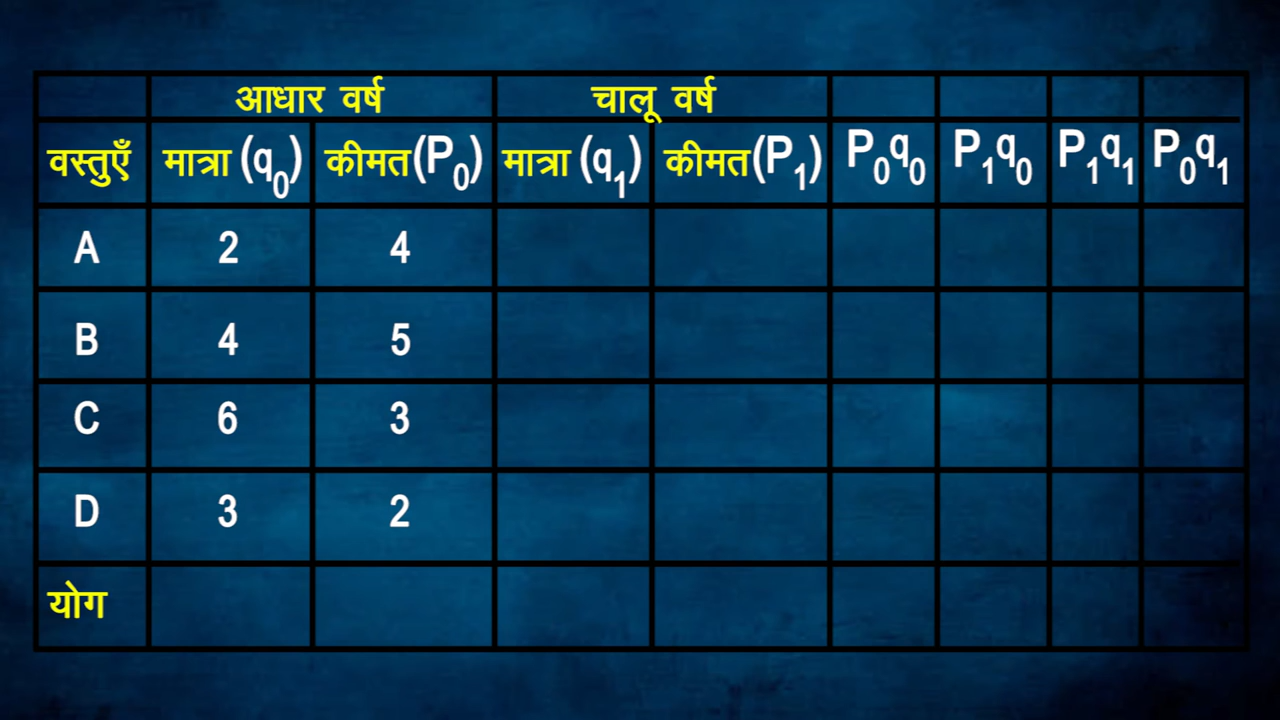 आधार वर्ष चालू वर्ष
वस्तुएँ मात्रा (q₀) कीमत(P₀) मात्रा (q₁) कीमत(P₁) P₀q₀ P₁q₀ P₁q₁ P₀q₁
A 2 4
B 4 5
C 6 3
D 3 2
योग